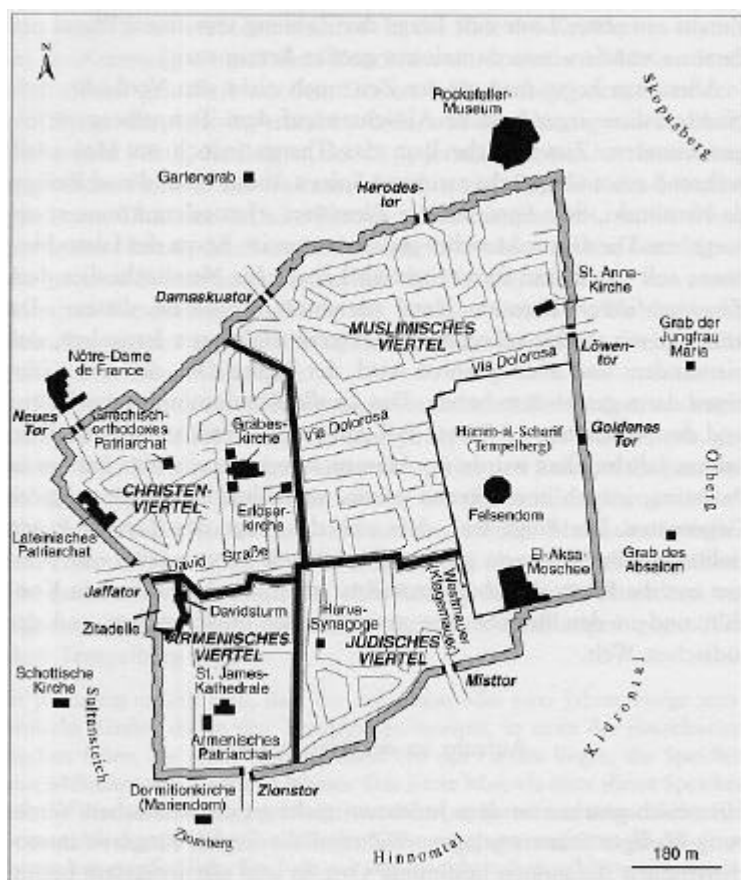 N
Skopusberg
Rockefeller-
Museum
Gartengrab
Herodes-
tor
Damaskustor
St. Anna-
Kirche
MUSLIMISCHES
VIERTEL
Löwen-
tor
Grab der
Jungfrau
Maria
Nôtre-Dame
de France
Via Dolorosa
Neues
Tor
Griechisch-
orthodoxes
Patriarchat
Grabes-
kirche
Via Dolorosa
Haram-al-Scharif
(Tempelberg)
Goldenes
Tor
Ölberg
CHRISTEN-
VIERTEL
Erlöser-
kirche
Felsendom
Lateinisches
Patriarchat
David Straße
El-Aksa-
Moschee
Grab des
Absalom
Jaffator
Davidsturm
Westmauer
(Klagemauer)
Zitadelle
ARMENISCHES
VIERTEL
Hurva-
Synagoge
JÜDISCHES
VIERTEL
Misttor
Schottische
Kirche
Sultansteich
St. James-
Kathedrale
Kidrontal
Armenisches
Patriarchat
Dormitionkirche
(Mariendom)
Zionstor
Zionsberg
Hinnomtal
180 m